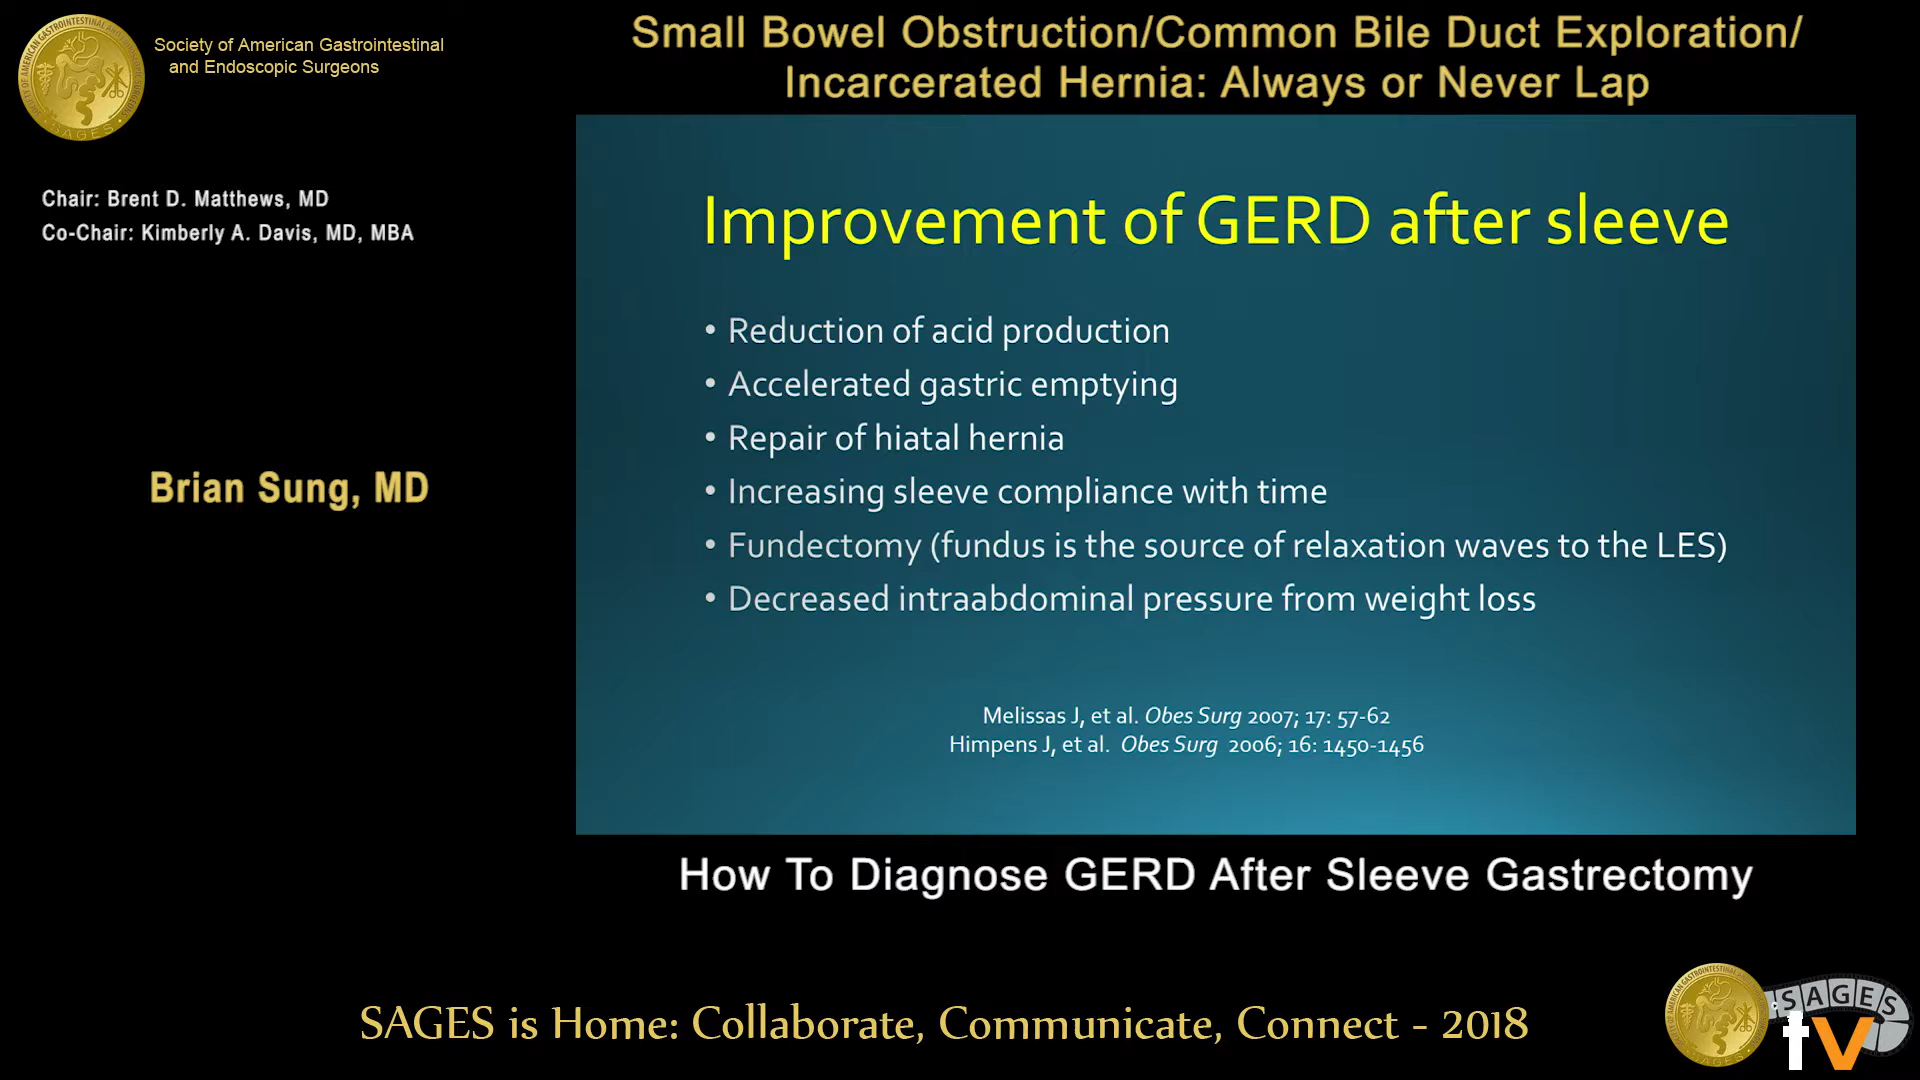 Society of American Gastrointestinal
and Endoscopic Surgeons
Small Bowel Obstruction/Common Bile Duct Exploration/
Incarcerated Hernia: Always or Never Lap
Chair: Brent D. Matthews, MD
Co-Chair: Kimberly A. Davis, MD, MBA
Brian Sung, MD
Improvement of GERD after sleeve
• Reduction of acid production
• Accelerated gastric emptying
• Repair of hiatal hernia
• Increasing sleeve compliance with time
• Fundectomy (fundus is the source of relaxation waves to the LES)
• Decreased intraabdominal pressure from weight loss
Melissas J, et al. Obes Surg 2007; 17: 57-62
Himpens J, et al. Obes Surg 2006; 16: 1450-1456
How To Diagnose GERD After Sleeve Gastrectomy
SAGES is Home: Collaborate, Communicate, Connect - 2018
SAGES
tv